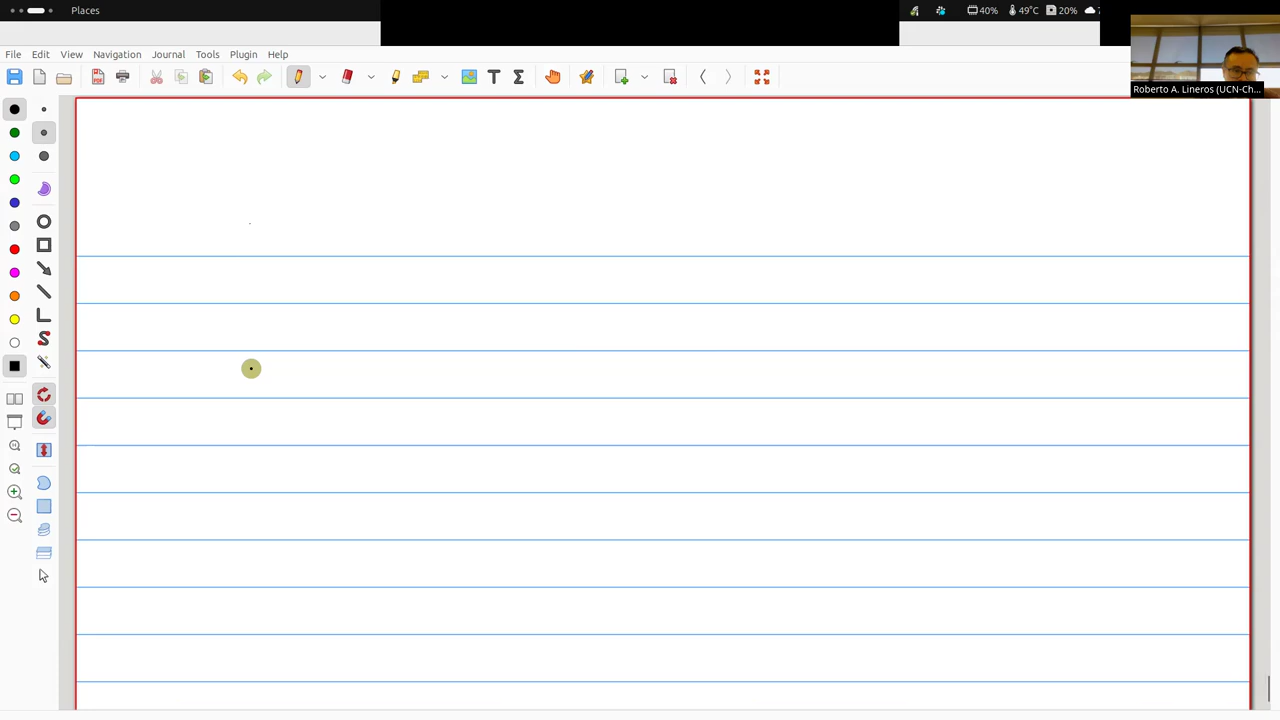 Places
40% 49°C 20%
File Edit View Navigation Journal Tools Plugin Help
Roberto A. Lineros (UCN-Ch...